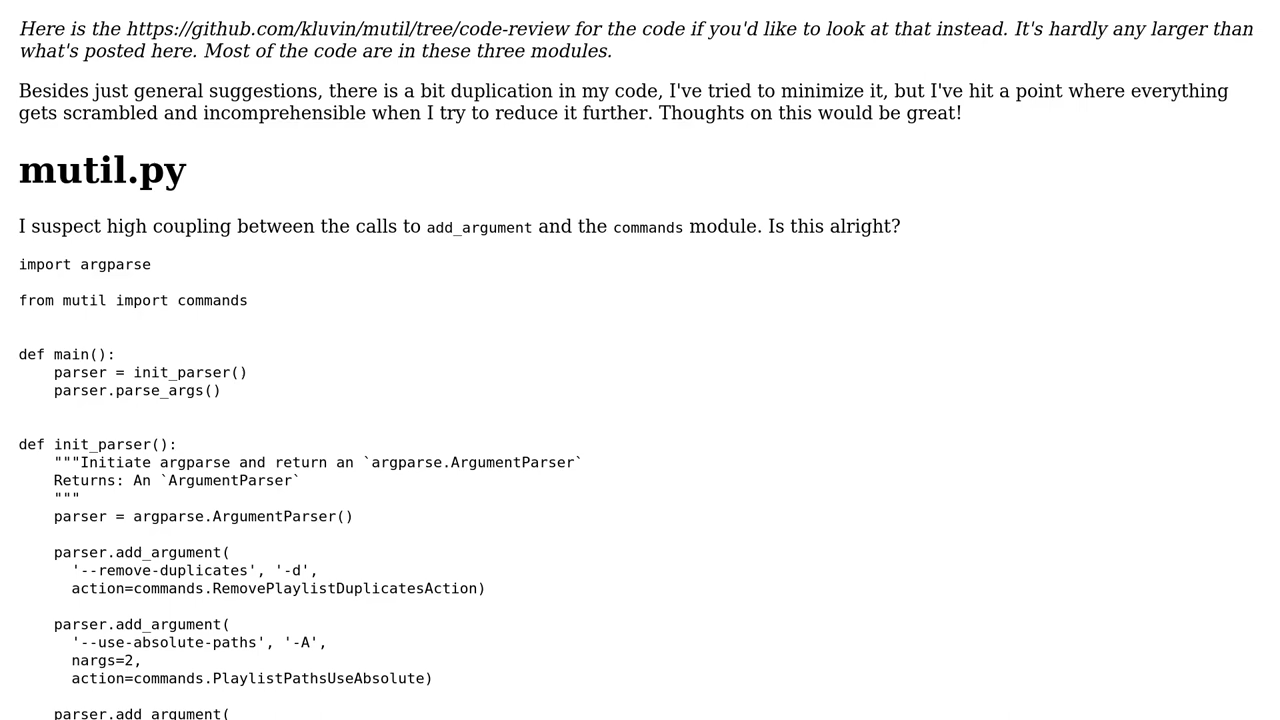 Here is the https://github.com/kluvin/mutil/tree/code-review for the code if you'd like to look at that instead. It's hardly any larger than
what's posted here. Most of the code are in these three modules.
Besides just general suggestions, there is a bit duplication in my code, I've tried to minimize it, but I've hit a point where everything
gets scrambled and incomprehensible when I try to reduce it further. Thoughts on this would be great!
mutil.py
I suspect high coupling between the calls to add_argument and the commands module. Is this alright?
import argparse
from mutil import commands
def main():
    parser = init_parser()
    parser.parse_args()
def init_parser():
    """Initiate argparse and return an `argparse.ArgumentParser`
    Returns: An `ArgumentParser`
    """
    parser = argparse.ArgumentParser()
    parser.add_argument(
      '--remove-duplicates', '-d',
      action=commands.RemovePlaylistDuplicatesAction)
    parser.add_argument(
      '--use-absolute-paths', '-A',
      nargs=2,
      action=commands.PlaylistPathsUseAbsolute)
    parser.add_argument(